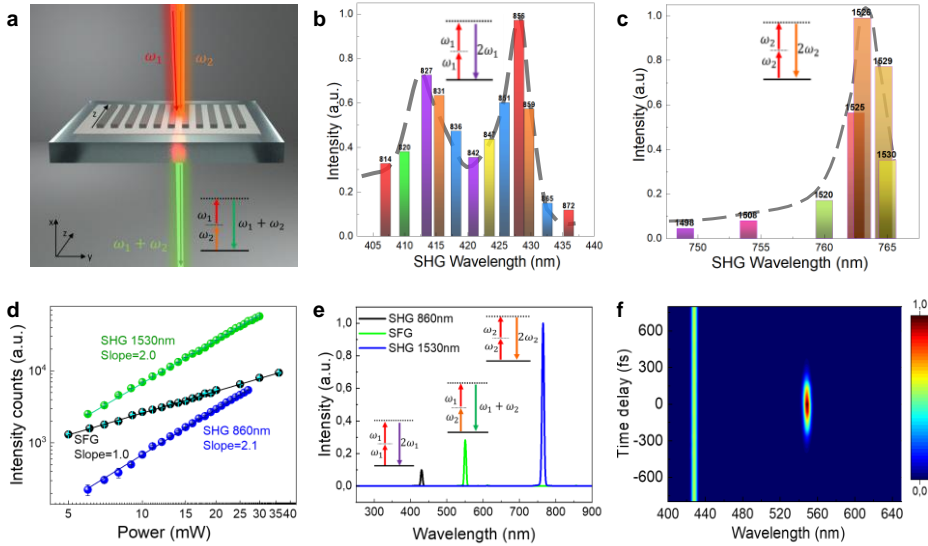 a
ω₁
ω₂
z
ω₁ + ω₂
ω₁
ω₂
ω₁ + ω₂
x
z
y
b
Intensity (a.u.)
1.0
0.8
0.6
0.4
0.2
0.0
814
820
827
831
836
842
847
851
855
859
865
872
ω₁
ω₁
2ω₁
405 410 415 420 421 430 435 440
SHG Wavelength (nm)
c
Intensity (a.u)
1.0
0.8
0.6
0.4
0.2
0.0
1498
1508
1520
1525
1526
1529
1530
ω₂
ω₂
2ω₂
750 755 760 765
SHG Wavelength (nm)
d
Intensity counts (a.u.)
10⁴
10³
SHG 1530nm
Slope=2.0
SFG
Slope=1.0
SHG 860nm
Slope=2.1
5 10 15 20 25 30 3540
Power (mW)
e
Intensity (a.u.)
1,0
0,8
0,6
0,4
0,2
0,0
SHG 860nm
SFG
SHG 1530nm
ω₂
ω₂
2ω₂
ω₁
ω₂
ω₁ + ω₂
ω₁
ω₁
2ω₁
300 400 500 600 700 800 900
Wavelength (nm)
f
Time delay (fs)
600
300
0
-300
-600
400 440 480 520 560 600 640
Wavelength (nm)
1,0
0,0